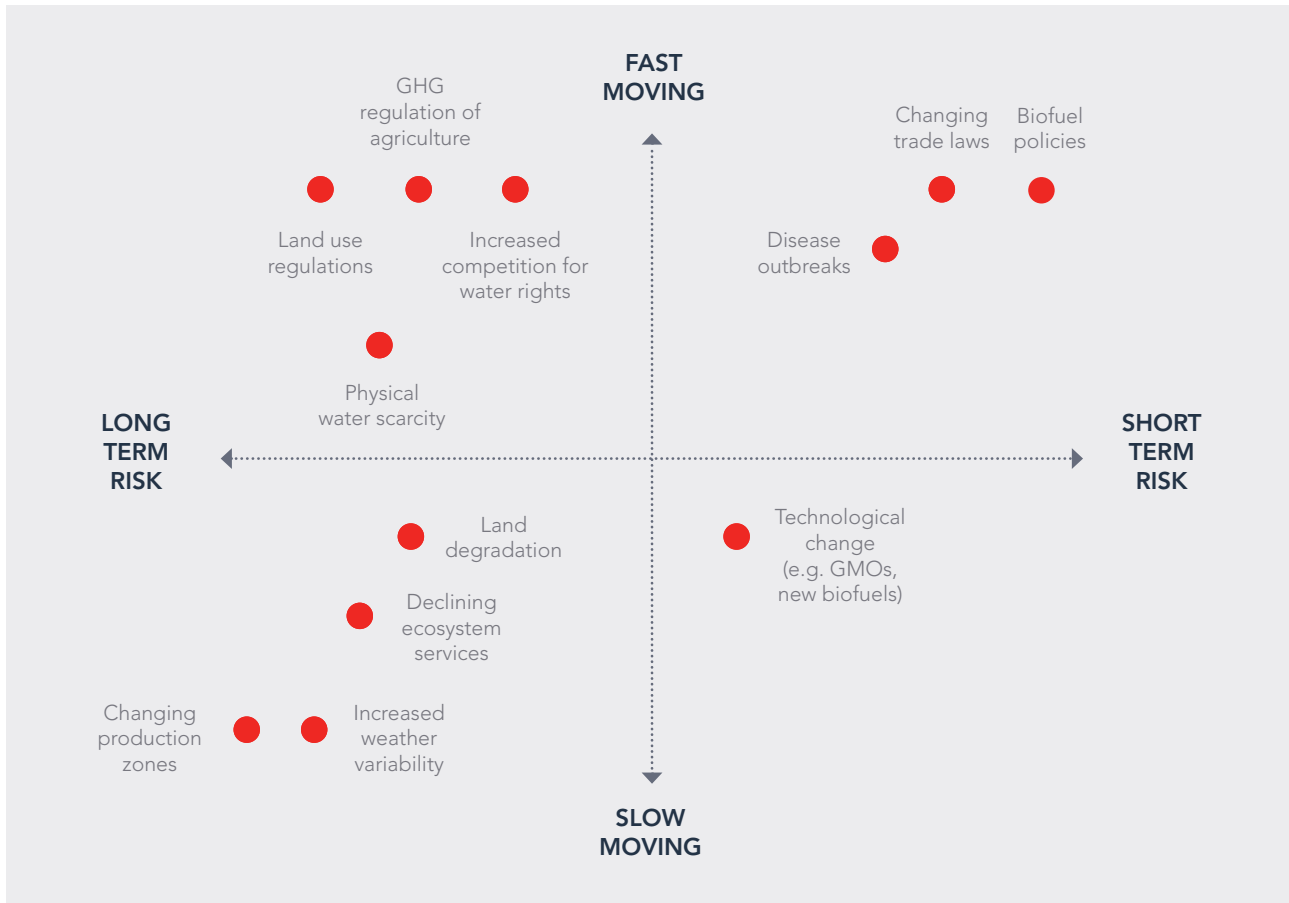 FAST
MOVING
GHG
regulation of
agriculture
Changing
trade laws
Biofuel
policies
Land use
regulations
Increased
competition for
water rights
Disease
outbreaks
Physical
water scarcity
LONG
TERM
RISK
SHORT
TERM
RISK
Land
degradation
Technological
change
(e.g. GMOs,
new biofuels)
Declining
ecosystem
services
Changing
production
zones
Increased
weather
variability
SLOW
MOVING